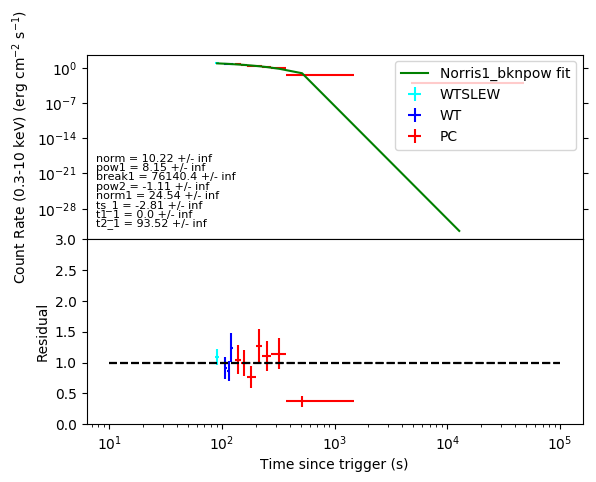 Count Rate (0.3-10 keV) (erg cm⁻² s⁻¹)
10⁰
10⁻⁷
10⁻¹⁴
10⁻²¹
10⁻²⁸
Norris1_bknpow fit
WTSLEW
WT
PC
norm = 10.22 +/- inf
pow1 = 8.15 +/- inf
break1 = 76140.4 +/- inf
pow2 = -1.11 +/- inf
norm1 = 24.54 +/- inf
ts_1 = -2.81 +/- inf
t1_1 = 0.0 +/- inf
t2_1 = 93.52 +/- inf
Residual
3.0
2.5
2.0
1.5
1.0
0.5
0.0
10¹
10²
10³
10⁴
10⁵
Time since trigger (s)